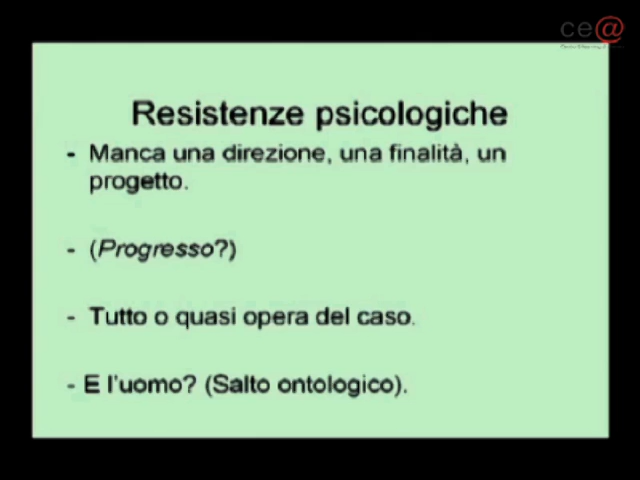 ce@
Resistenze psicologiche
- Manca una direzione, una finalità, un
progetto.
- (Progresso?)
- Tutto o quasi opera del caso.
- E l'uomo? (Salto ontologico).